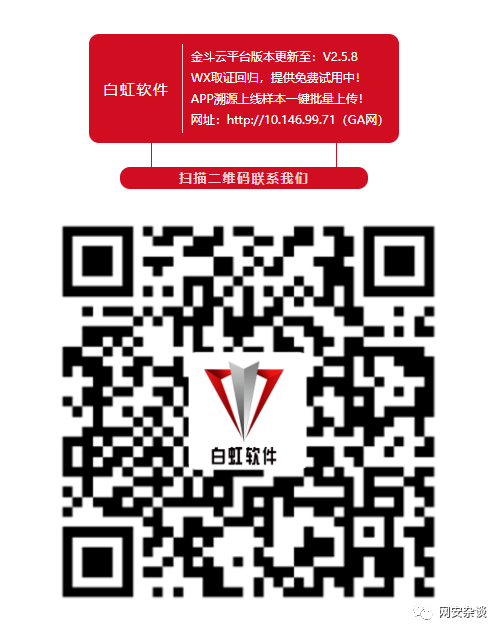 白虹软件
金斗云平台版本更新至：V2.5.8
WX取证回归，提供免费试用中！
APP溯源上线样本一键批量上传！
网址：http://10.146.99.71（GA网）
扫描二维码联系我们
白虹软件
网安杂谈